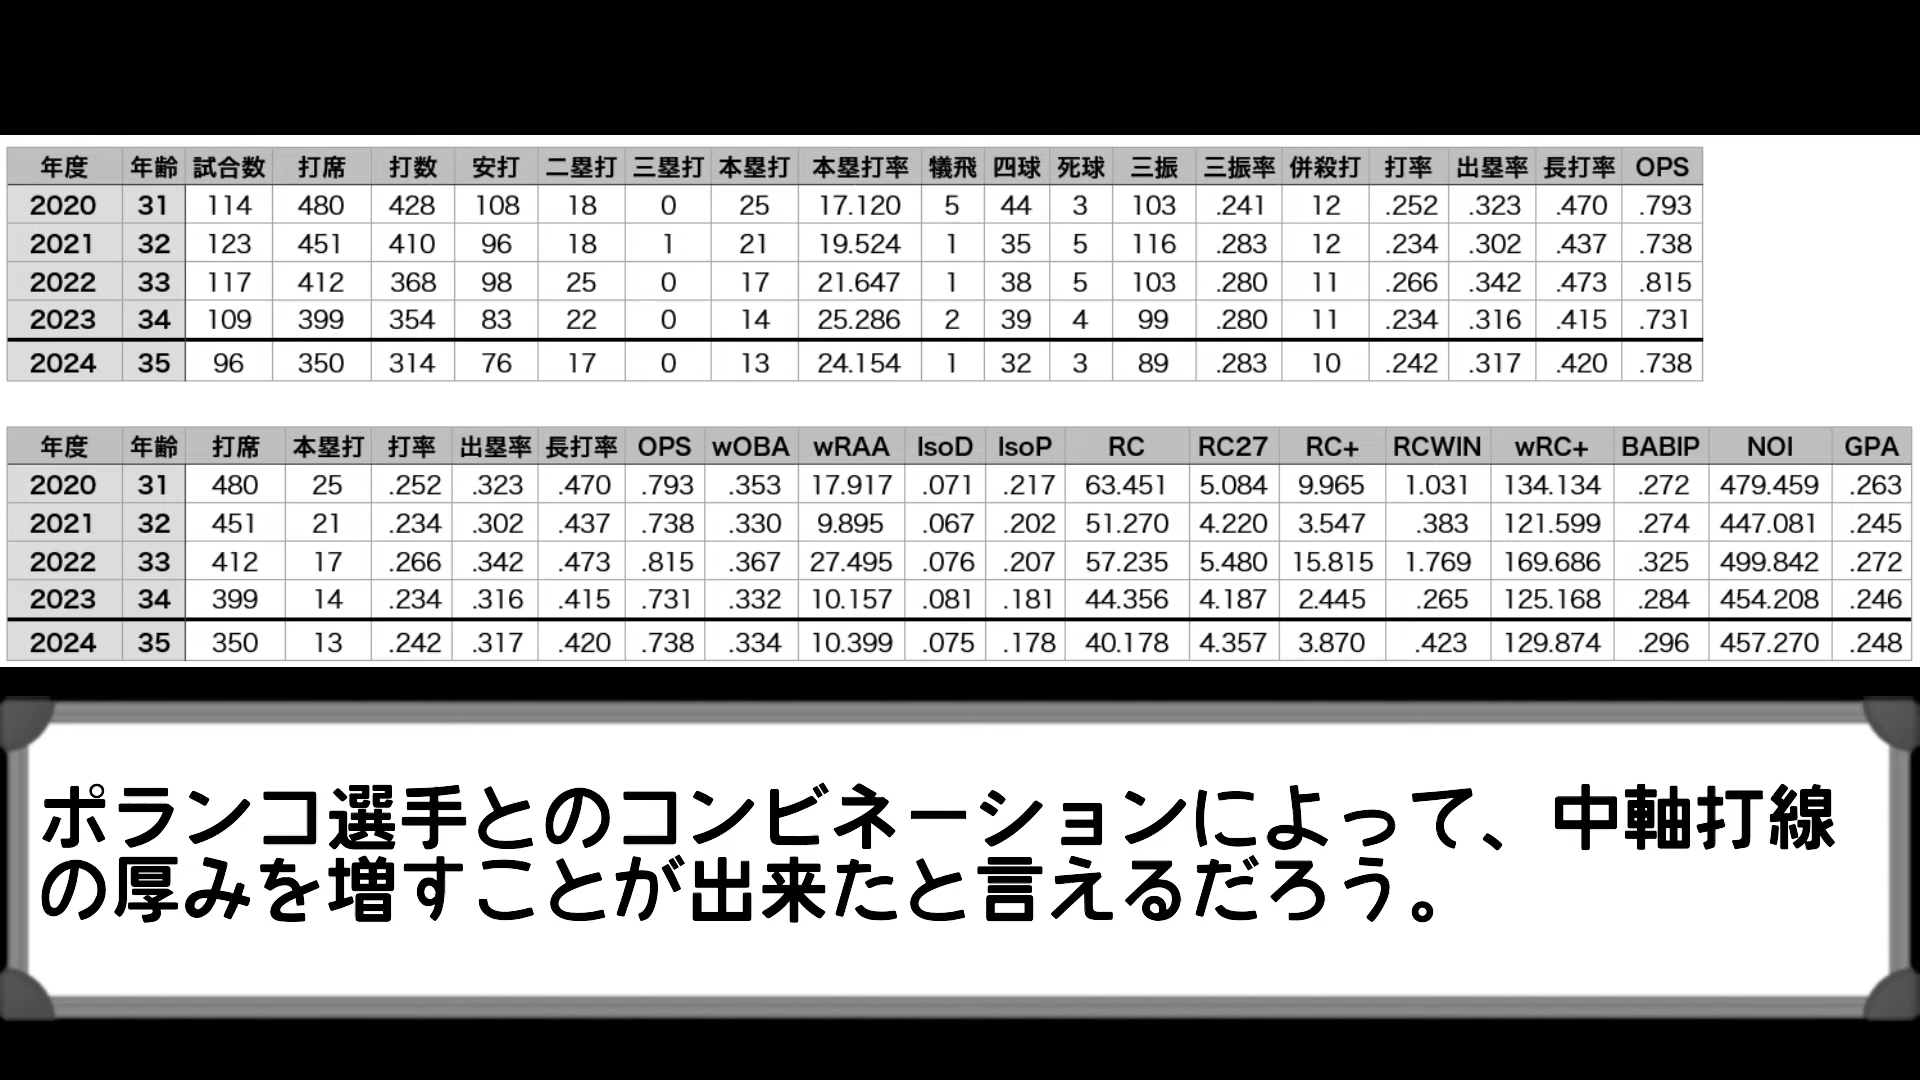 年度 年齢 試合数 打席 打数 安打 二塁打 三塁打 本塁打 本塁打率 犠飛 四球 死球 三振 三振率 併殺打 打率 出塁率 長打率 OPS
2020 31 114 480 428 108 18 0 25 17.120 5 44 3 103 .241 12 .252 .323 .470 .793
2021 32 123 451 410 96 18 1 21 19.524 1 35 5 116 .283 12 .234 .302 .437 .738
2022 33 117 412 368 98 25 0 17 21.647 1 38 5 103 .280 11 .266 .342 .473 .815
2023 34 109 399 354 83 22 0 14 25.286 2 39 4 99 .280 11 .234 .316 .415 .731
2024 35 96 350 314 76 17 0 13 24.154 1 32 3 89 .283 10 .242 .317 .420 .738
年度 年齢 打席 本塁打 打率 出塁率 長打率 OPS wOBA wRAA IsoD IsoP RC RC27 RC+ RCWIN wRC+ BABIP NOI GPA
2020 31 480 25 .252 .323 .470 .793 .353 17.917 .071 .217 63.451 5.084 9.965 1.031 134.134 .272 479.459 .263
2021 32 451 21 .234 .302 .437 .738 .330 9.895 .067 .202 51.270 4.220 3.547 .383 121.599 .274 447.081 .245
2022 33 412 17 .266 .342 .473 .815 .367 27.495 .076 .207 57.235 5.480 15.815 1.769 169.686 .325 499.842 .272
2023 34 399 14 .234 .316 .415 .731 .332 10.157 .081 .181 44.356 4.187 2.445 .265 125.168 .284 454.208 .246
2024 35 350 13 .242 .317 .420 .738 .334 10.399 .075 .178 40.178 4.357 3.870 .423 129.874 .296 457.270 .248
ポランコ選手とのコンビネーションによって、中軸打線
の厚みを増すことが出来たと言えるだろう。